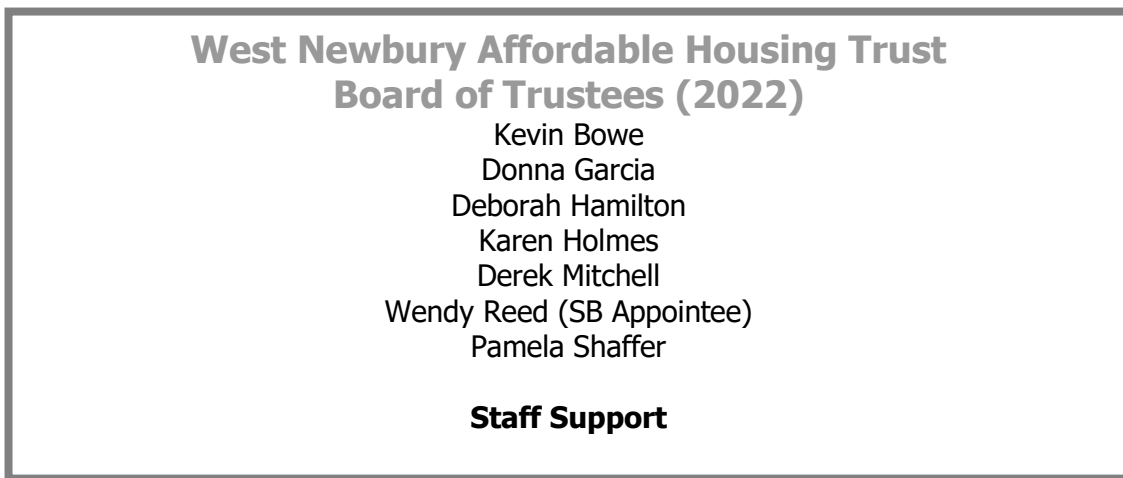 West Newbury Affordable Housing Trust
Board of Trustees (2022)
Kevin Bowe
Donna Garcia
Deborah Hamilton
Karen Holmes
Derek Mitchell
Wendy Reed (SB Appointee)
Pamela Shaffer
Staff Support